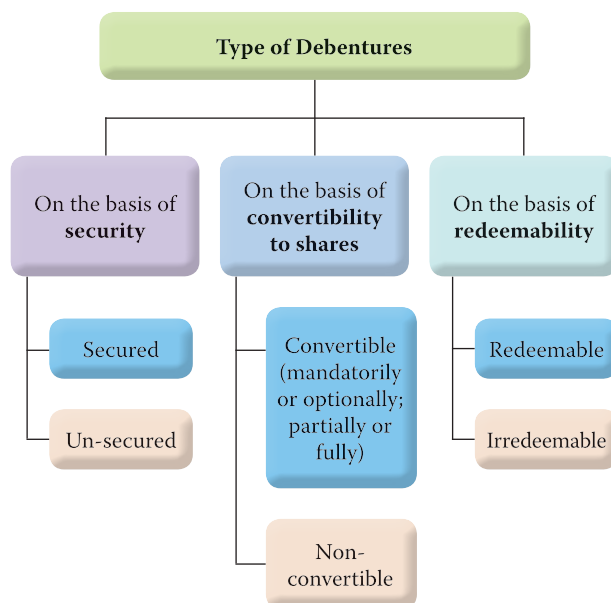 Type of Debentures
On the basis of
security
On the basis of
convertibility
to shares
On the basis of
redeemability
Secured
Un-secured
Convertible
(mandatorily
or optionally;
partially or
fully)
Non-
convertible
Redeemable
Irredeemable